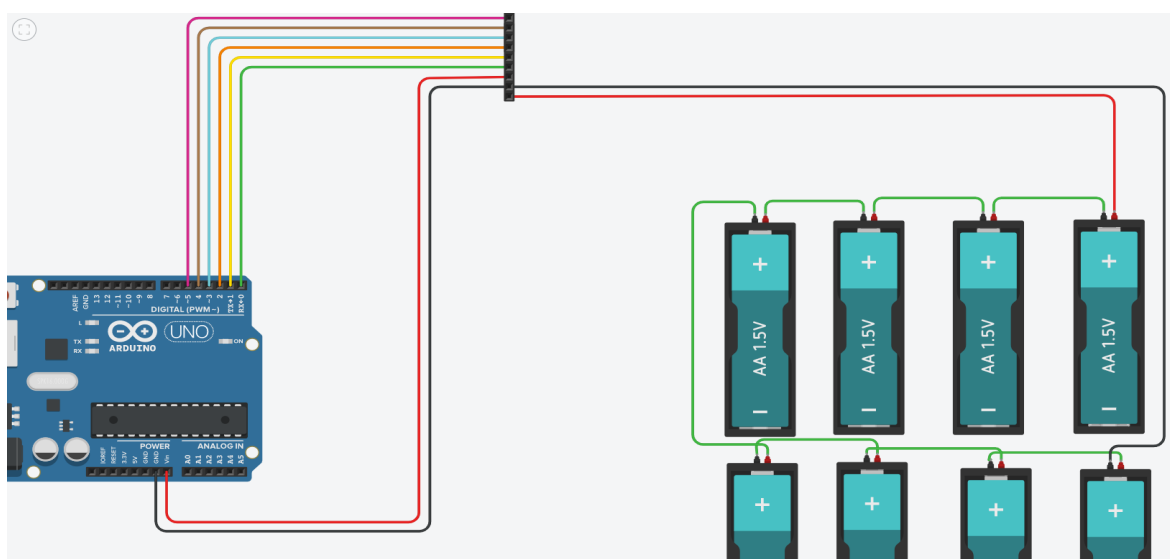 AREF
GND
13
12
~11
~10
~9
8
7
~6
~5
4
~3
2
TX→1
RX←0
DIGITAL (PWM~)
L
TX
RX
UNO
ARDUINO
ON
POWER
ANALOG IN
IOREF
RESET
3.3V
5V
GND
GND
Vin
A0
A1
A2
A3
A4
A5
+
AA 1.5V
−
+
AA 1.5V
−
+
AA 1.5V
−
+
AA 1.5V
−
+
+
+
+